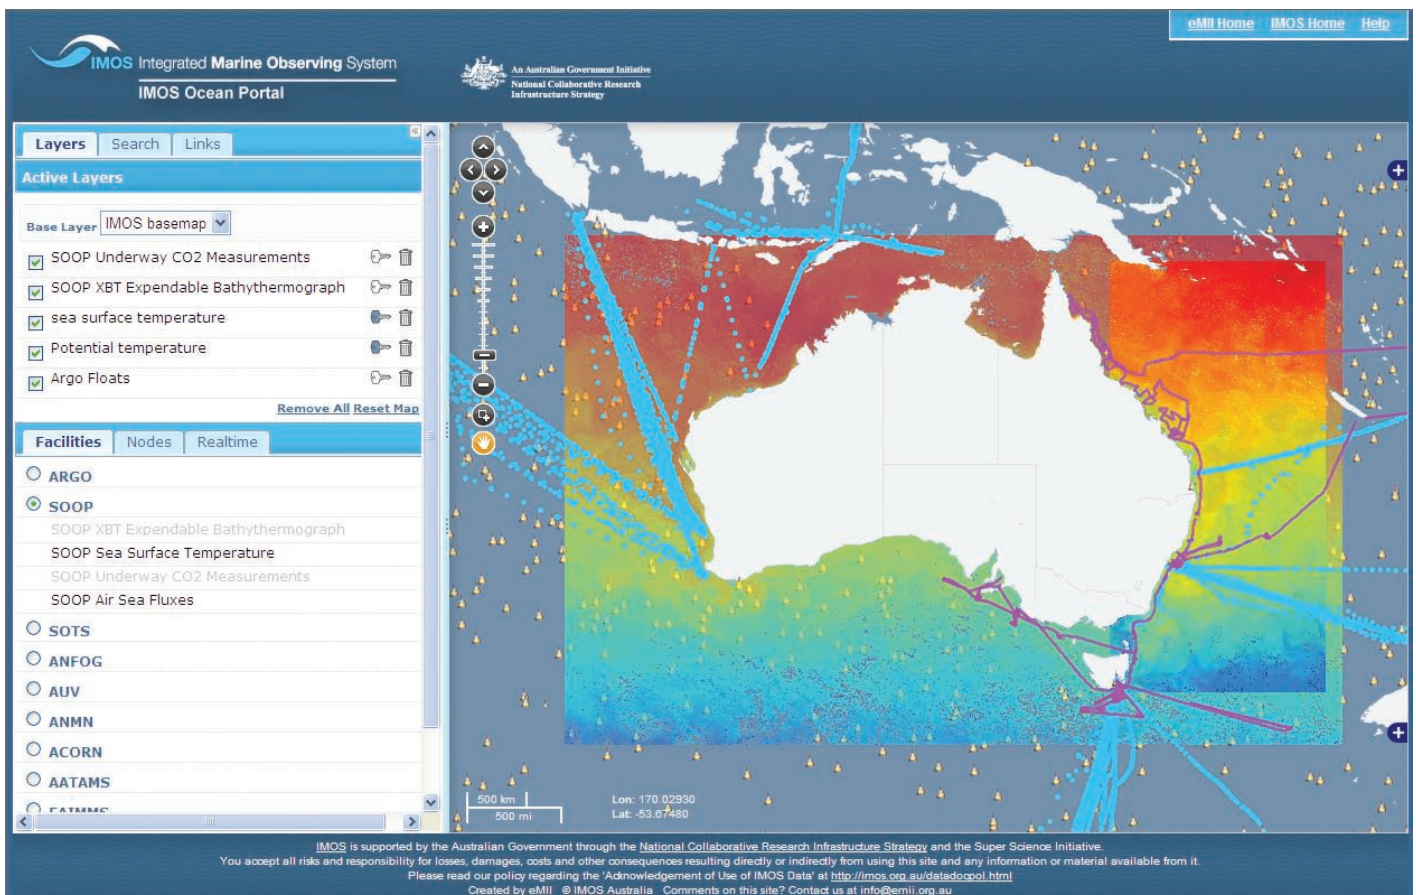 eMII Home IMOS Home Help
IMOS Integrated Marine Observing System
IMOS Ocean Portal
An Australian Government Initiative
National Collaborative Research
Infrastructure Strategy
Layers Search Links
Active Layers
Base Layer IMOS basemap
SOOP Underway CO2 Measurements
SOOP XBT Expendable Bathythermograph
sea surface temperature
Potential temperature
Argo Floats
Remove All Reset Map
Facilities Nodes Realtime
ARGO
SOOP
SOOP XBT Expendable Bathythermograph
SOOP Sea Surface Temperature
SOOP Underway CO2 Measurements
SOOP Air Sea Fluxes
SOTS
ANFOG
AUV
ANMN
ACORN
AATAMS
500 km
500 mi
Lon: 170.02930
Lat: -53.67480
IMOS is supported by the Australian Government through the National Collaborative Research Infrastructure Strategy and the Super Science Initiative.
You accept all risks and responsibility for losses, damages, costs and other consequences resulting directly or indirectly from using this site and any information or material available from it.
Please read our policy regarding the 'Adknowledgement of Use of IMOS Data' at http://imos.org.au/datadocpol.html
Created by eMII © IMOS Australia Comments on this site? Contact us at info@emii.org.au